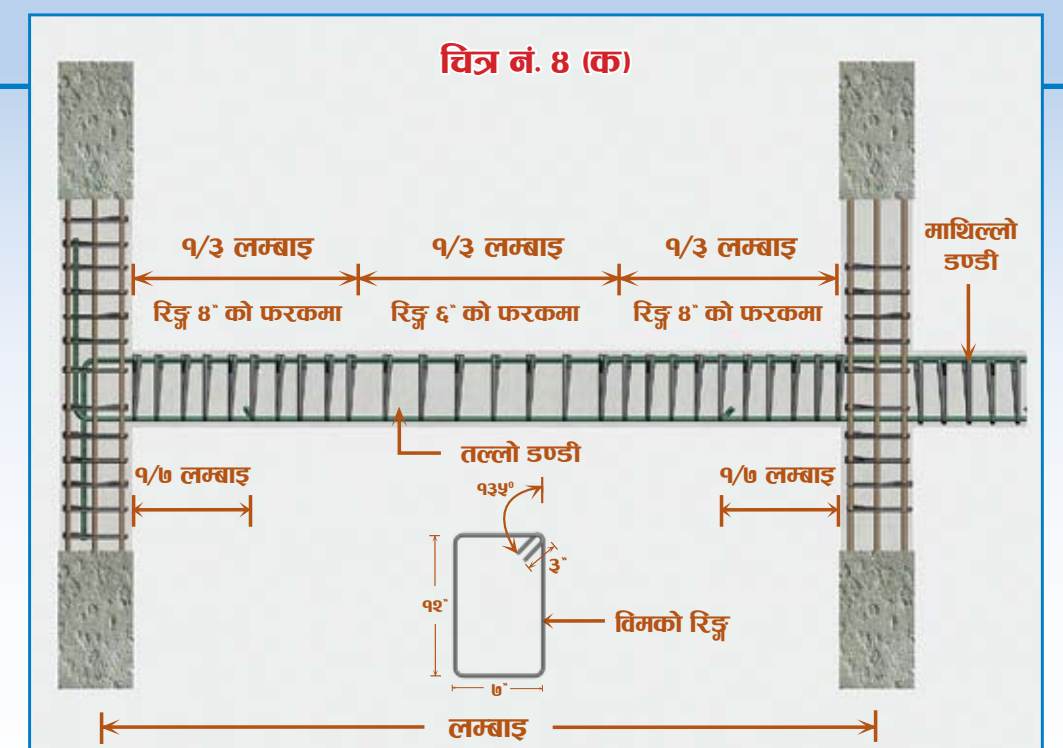 चित्र नं. ४ (क)
१/३ लम्बाइ
१/३ लम्बाइ
१/३ लम्बाइ
माथिल्लो
डण्डी
रिङ्ग ४" को फरकमा
रिङ्ग ६" को फरकमा
रिङ्ग ४" को फरकमा
तल्लो डण्डी
१/७ लम्बाइ
१/७ लम्बाइ
१३५⁰
३"
१२"
विमको रिङ्ग
७"
लम्बाइ